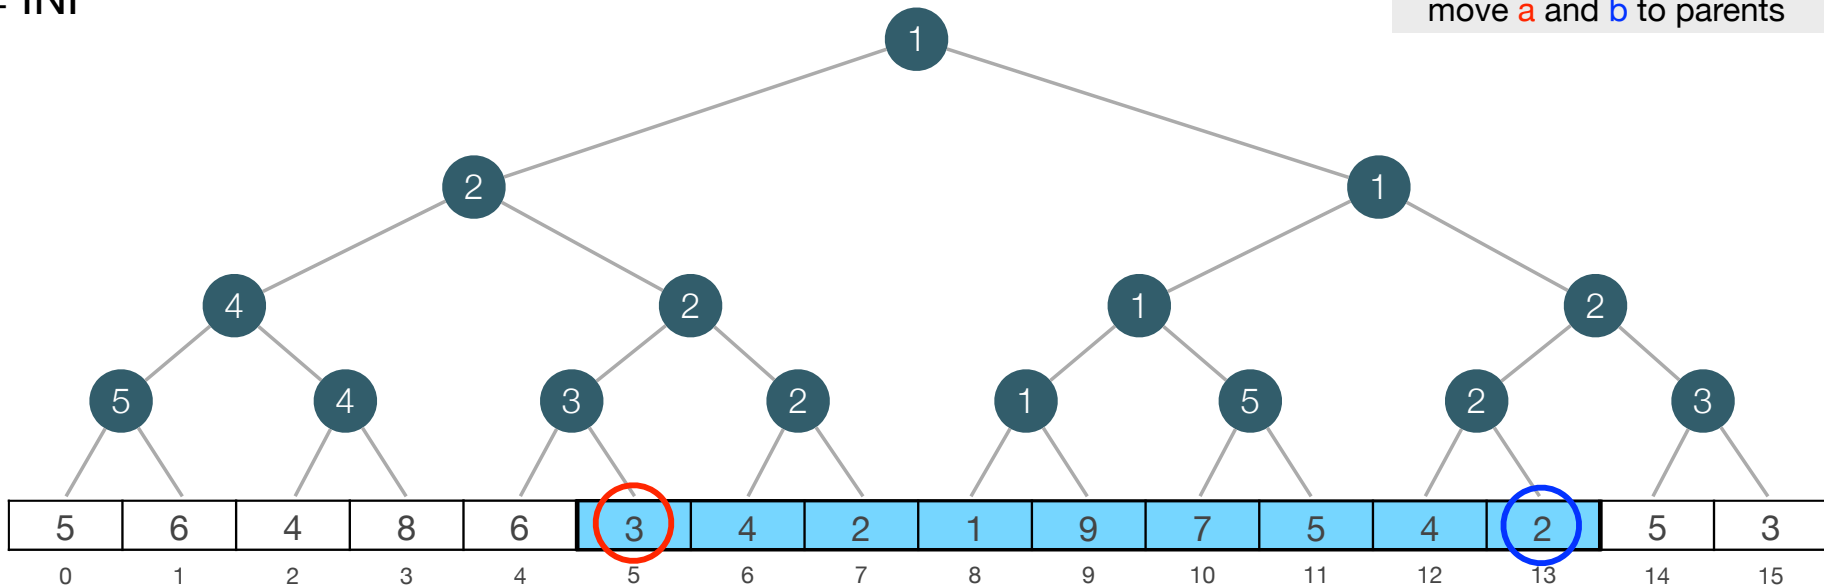 = INF
move a and b to parents
1
2 1
4 2 1 2
5 4 3 2 1 5 2 3
5 6 4 8 6 3 4 2 1 9 7 5 4 2 5 3
0 1 2 3 4 5 6 7 8 9 10 11 12 13 14 15